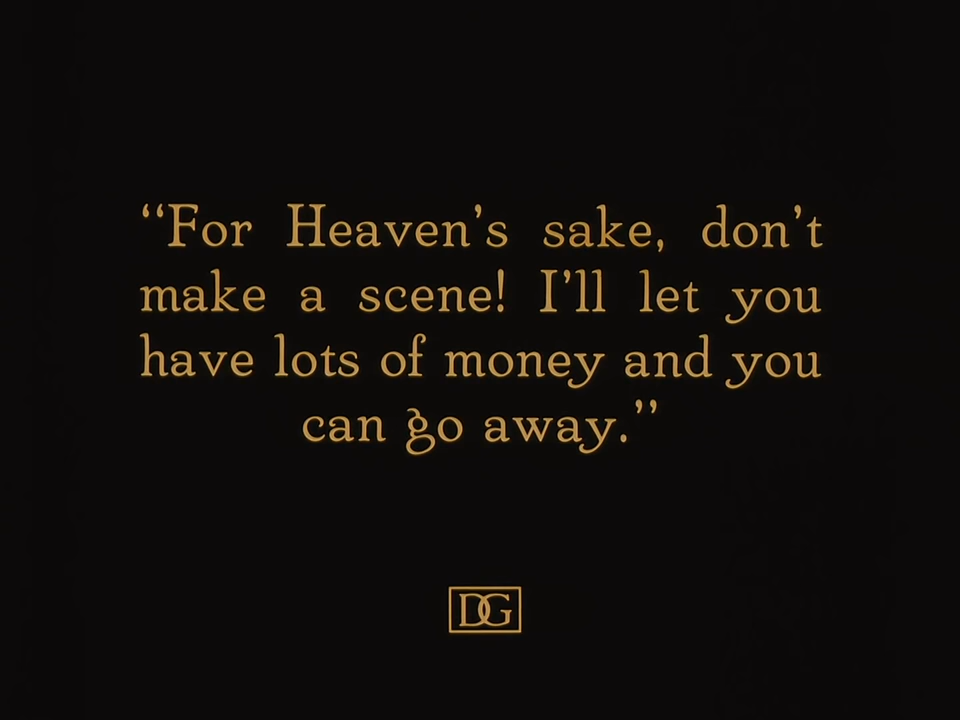 “For Heaven’s sake, don’t
make a scene! I’ll let you
have lots of money and you
can go away.”
DG